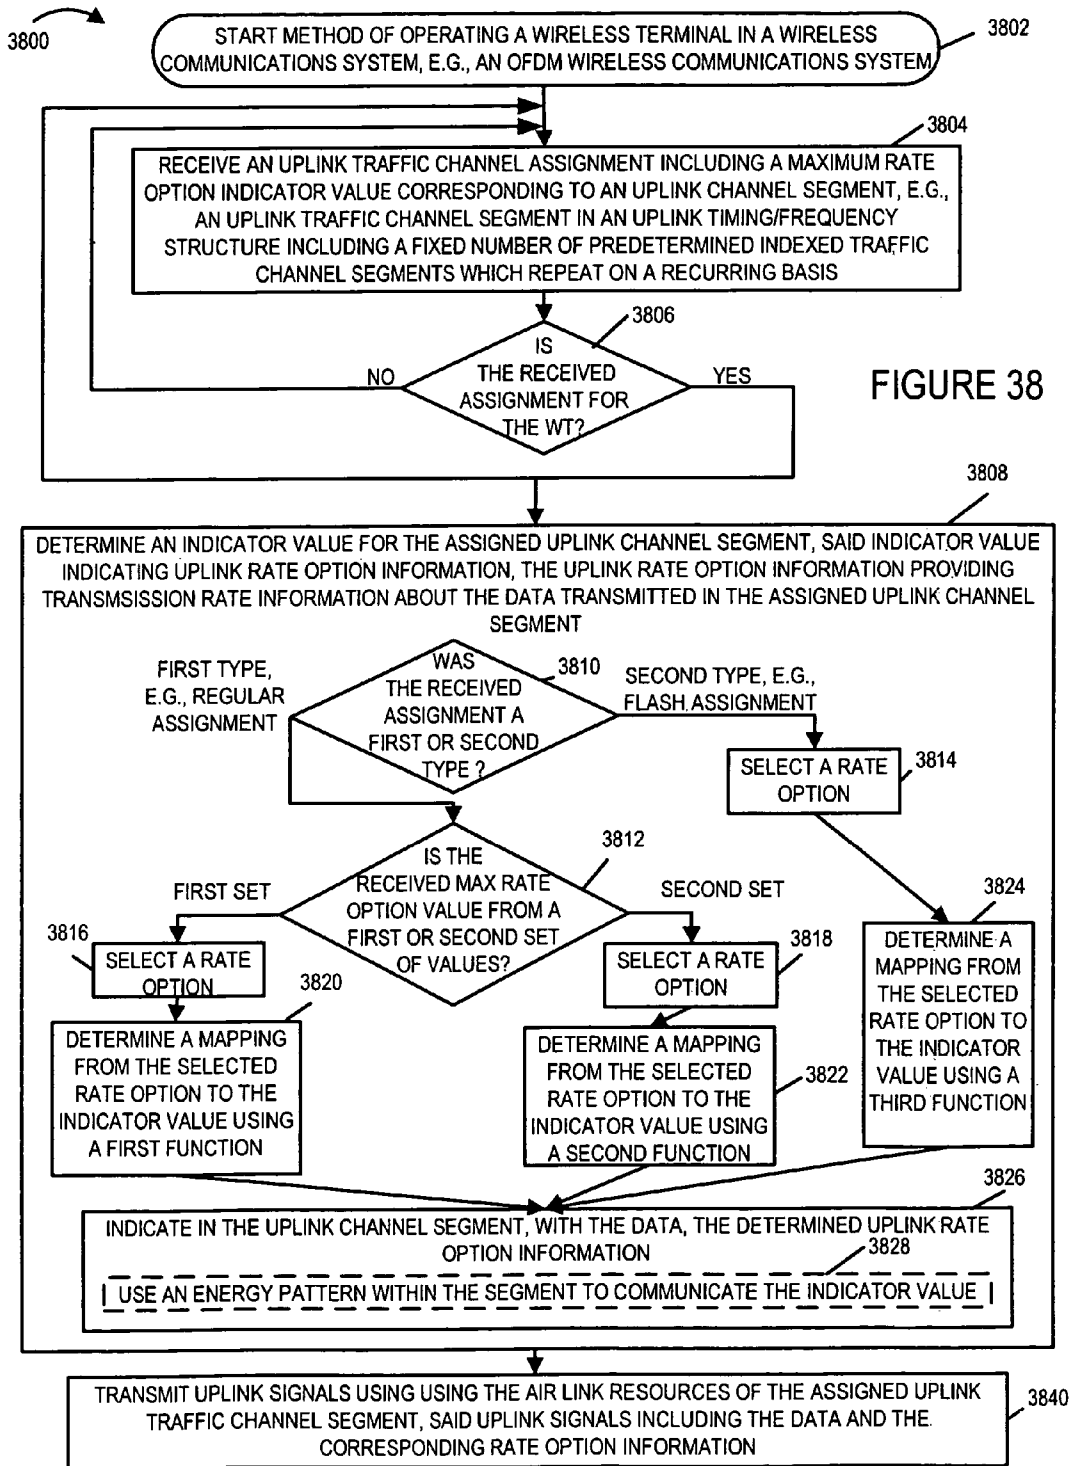 3800
START METHOD OF OPERATING A WIRELESS TERMINAL IN A WIRELESS
COMMUNICATIONS SYSTEM, E.G., AN OFDM WIRELESS COMMUNICATIONS SYSTEM
3802
3804
RECEIVE AN UPLINK TRAFFIC CHANNEL ASSIGNMENT INCLUDING A MAXIMUM RATE
OPTION INDICATOR VALUE CORRESPONDING TO AN UPLINK CHANNEL SEGMENT, E.G.,
AN UPLINK TRAFFIC CHANNEL SEGMENT IN AN UPLINK TIMING/FREQUENCY
STRUCTURE INCLUDING A FIXED NUMBER OF PREDETERMINED INDEXED TRAFFIC
CHANNEL SEGMENTS WHICH REPEAT ON A RECURRING BASIS
3806
IS
THE RECEIVED
ASSIGNMENT FOR
THE WT?
NO
YES
FIGURE 38
3808
DETERMINE AN INDICATOR VALUE FOR THE ASSIGNED UPLINK CHANNEL SEGMENT, SAID INDICATOR VALUE
INDICATING UPLINK RATE OPTION INFORMATION, THE UPLINK RATE OPTION INFORMATION PROVIDING
TRANSMSISSION RATE INFORMATION ABOUT THE DATA TRANSMITTED IN THE ASSIGNED UPLINK CHANNEL
SEGMENT
FIRST TYPE,
E.G., REGULAR
ASSIGNMENT
WAS
THE RECEIVED
ASSIGNMENT A
FIRST OR SECOND
TYPE ?
3810
SECOND TYPE, E.G.,
FLASH ASSIGNMENT
SELECT A RATE
OPTION
3814
IS THE
RECEIVED MAX RATE
OPTION VALUE FROM A
FIRST OR SECOND SET
OF VALUES?
3812
FIRST SET
SECOND SET
3816
SELECT A RATE
OPTION
3818
SELECT A RATE
OPTION
3824
DETERMINE A
MAPPING FROM
THE SELECTED
RATE OPTION TO
THE INDICATOR
VALUE USING A
THIRD FUNCTION
3820
DETERMINE A MAPPING
FROM THE SELECTED
RATE OPTION TO THE
INDICATOR VALUE USING
A FIRST FUNCTION
DETERMINE A MAPPING
FROM THE SELECTED
RATE OPTION TO THE
INDICATOR VALUE USING
A SECOND FUNCTION
3822
3826
INDICATE IN THE UPLINK CHANNEL SEGMENT, WITH THE DATA, THE DETERMINED UPLINK RATE
OPTION INFORMATION
3828
USE AN ENERGY PATTERN WITHIN THE SEGMENT TO COMMUNICATE THE INDICATOR VALUE
TRANSMIT UPLINK SIGNALS USING USING THE AIR LINK RESOURCES OF THE ASSIGNED UPLINK
TRAFFIC CHANNEL SEGMENT, SAID UPLINK SIGNALS INCLUDING THE DATA AND THE
CORRESPONDING RATE OPTION INFORMATION
3840